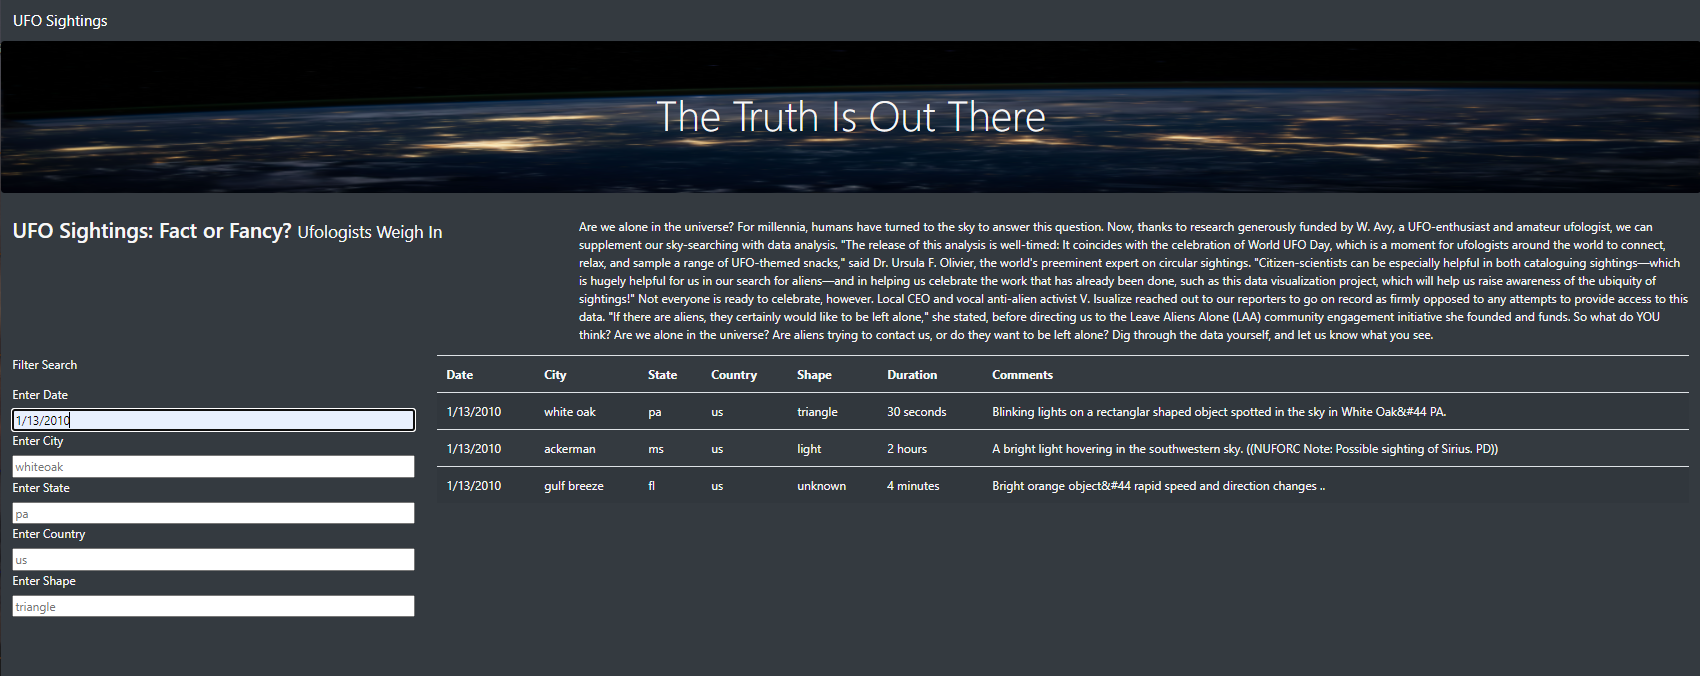 UFO Sightings
The Truth Is Out There
UFO Sightings: Fact or Fancy? Ufologists Weigh In
Are we alone in the universe? For millennia, humans have turned to the sky to answer this question. Now, thanks to research generously funded by W. Avy, a UFO-enthusiast and amateur ufologist, we can
supplement our sky-searching with data analysis. "The release of this analysis is well-timed: It coincides with the celebration of World UFO Day, which is a moment for ufologists around the world to connect,
relax, and sample a range of UFO-themed snacks," said Dr. Ursula F. Olivier, the world's preeminent expert on circular sightings. "Citizen-scientists can be especially helpful in both cataloguing sightings—which
is hugely helpful for us in our search for aliens—and in helping us celebrate the work that has already been done, such as this data visualization project, which will help us raise awareness of the ubiquity of
sightings!" Not everyone is ready to celebrate, however. Local CEO and vocal anti-alien activist V. Isualize reached out to our reporters to go on record as firmly opposed to any attempts to provide access to this
data. "If there are aliens, they certainly would like to be left alone," she stated, before directing us to the Leave Aliens Alone (LAA) community engagement initiative she founded and funds. So what do YOU
think? Are we alone in the universe? Are aliens trying to contact us, or do they want to be left alone? Dig through the data yourself, and let us know what you see.
Filter Search
Enter Date
1/13/2010
Enter City
whiteoak
Enter State
pa
Enter Country
us
Enter Shape
triangle
Date City State Country Shape Duration Comments
1/13/2010 white oak pa us triangle 30 seconds Blinking lights on a rectanglar shaped object spotted in the sky in White Oak&#44 PA.
1/13/2010 ackerman ms us light 2 hours A bright light hovering in the southwestern sky. ((NUFORC Note: Possible sighting of Sirius. PD))
1/13/2010 gulf breeze fl us unknown 4 minutes Bright orange object&#44 rapid speed and direction changes ..